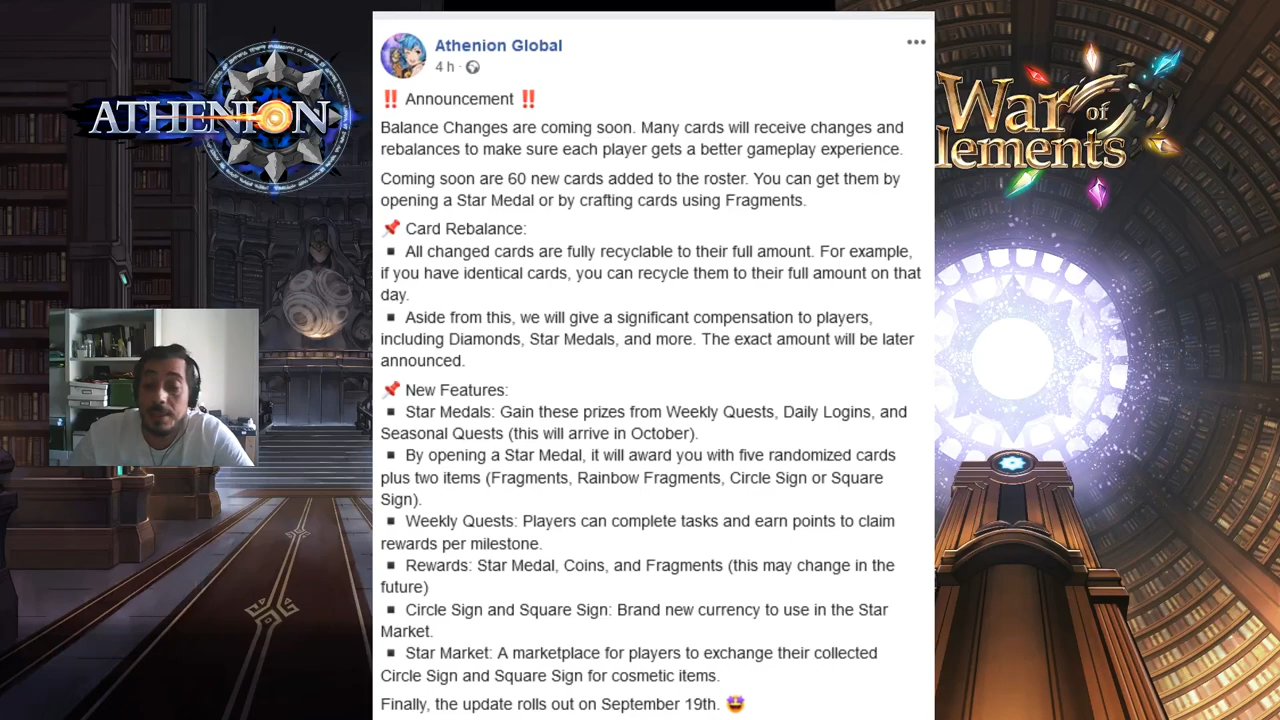 ATHENION
War of
lements
Athenion Global
4 h ·
‼ Announcement ‼
Balance Changes are coming soon. Many cards will receive changes and
rebalances to make sure each player gets a better gameplay experience.
Coming soon are 60 new cards added to the roster. You can get them by
opening a Star Medal or by crafting cards using Fragments.
📌 Card Rebalance:
▪ All changed cards are fully recyclable to their full amount. For example,
if you have identical cards, you can recycle them to their full amount on that
day.
▪ Aside from this, we will give a significant compensation to players,
including Diamonds, Star Medals, and more. The exact amount will be later
announced.
📌 New Features:
▪ Star Medals: Gain these prizes from Weekly Quests, Daily Logins, and
Seasonal Quests (this will arrive in October).
▪ By opening a Star Medal, it will award you with five randomized cards
plus two items (Fragments, Rainbow Fragments, Circle Sign or Square
Sign).
▪ Weekly Quests: Players can complete tasks and earn points to claim
rewards per milestone.
▪ Rewards: Star Medal, Coins, and Fragments (this may change in the
future)
▪ Circle Sign and Square Sign: Brand new currency to use in the Star
Market.
▪ Star Market: A marketplace for players to exchange their collected
Circle Sign and Square Sign for cosmetic items.
Finally, the update rolls out on September 19th. 🤩